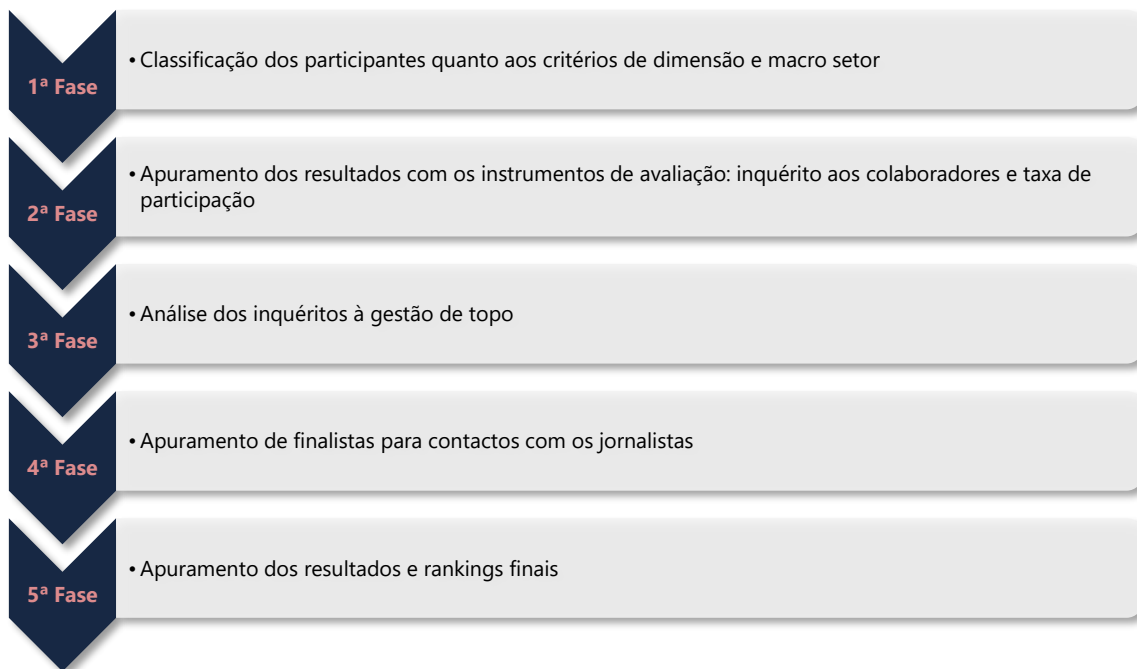 1ª Fase
• Classificação dos participantes quanto aos critérios de dimensão e macro setor
2ª Fase
• Apuramento dos resultados com os instrumentos de avaliação: inquérito aos colaboradores e taxa de
participação
3ª Fase
• Análise dos inquéritos à gestão de topo
4ª Fase
• Apuramento de finalistas para contactos com os jornalistas
5ª Fase
• Apuramento dos resultados e rankings finais